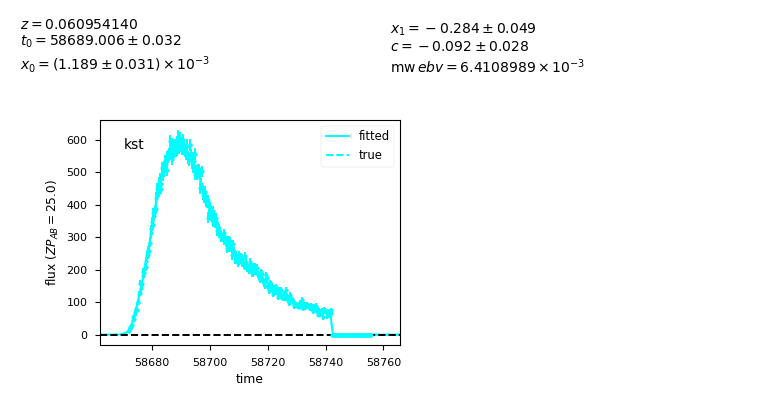 z = 0.060954140
t₀ = 58689.006 ± 0.032
x₀ = (1.189 ± 0.031) × 10⁻³
x₁ = − 0.284 ± 0.049
c = − 0.092 ± 0.028
mw ebv = 6.4108989 × 10⁻³
kst
fitted
true
600
500
400
300
200
100
0
flux (ZP_AB = 25.0)
58680 58700 58720 58740 58760
time